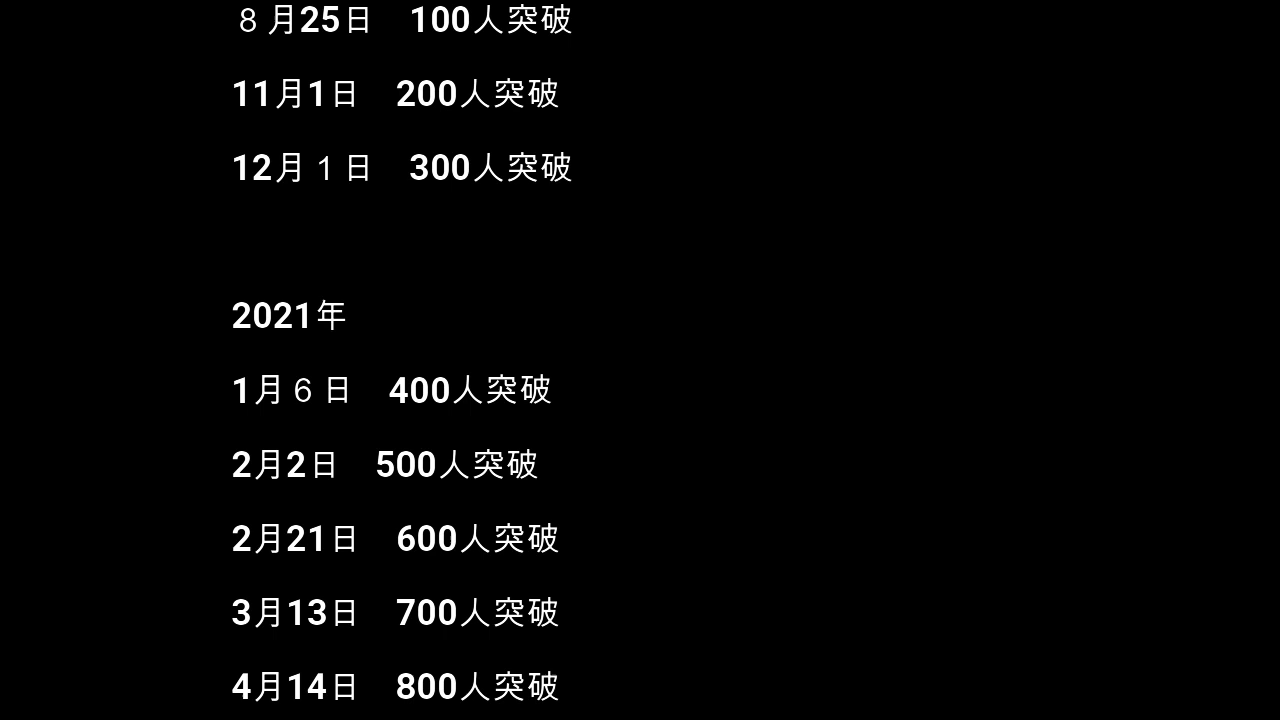 ８月25日　100人突破
11月1日　200人突破
12月１日　300人突破
2021年
1月６日　400人突破
2月2日　500人突破
2月21日　600人突破
3月13日　700人突破
4月14日　800人突破